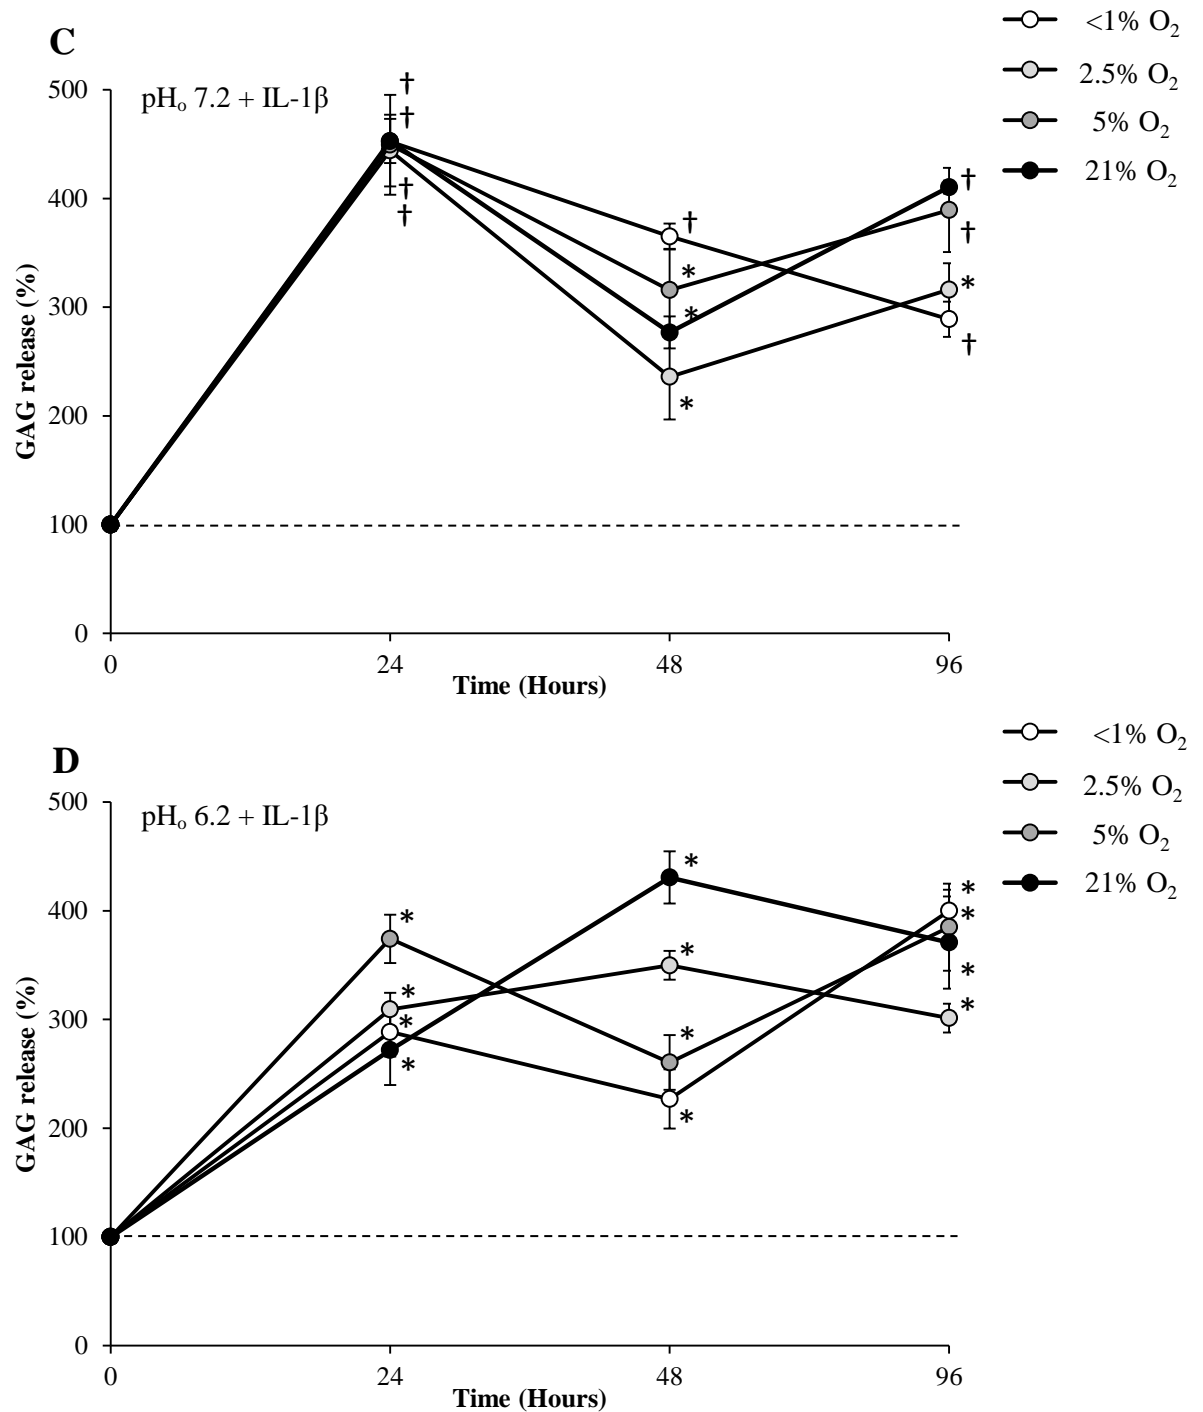 C
<1% O₂
2.5% O₂
5% O₂
21% O₂
pHₒ 7.2 + IL-1β
GAG release (%)
500
400
300
200
100
0
†
†
†
†
†
*
*
*
†
†
*
†
0 24 48 96
Time (Hours)
D
<1% O₂
2.5% O₂
5% O₂
21% O₂
pHₒ 6.2 + IL-1β
GAG release (%)
500
400
300
200
100
0
*
*
*
*
*
*
*
*
*
*
*
*
0 24 48 96
Time (Hours)